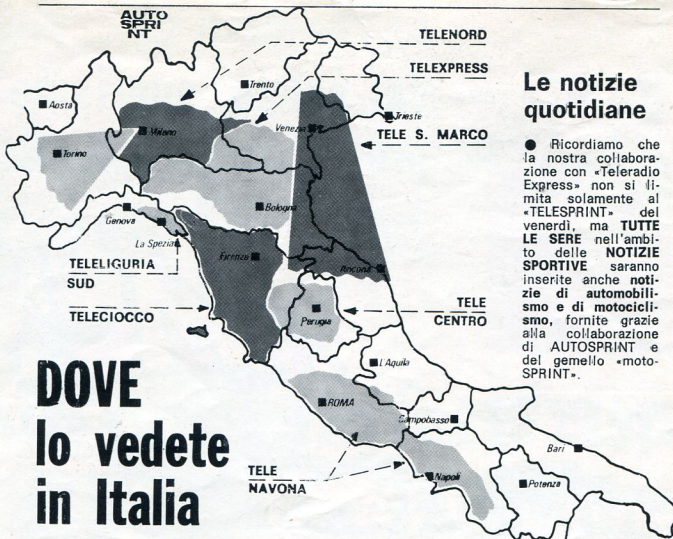 AUTO
SPRI
NT
TELENORD
TELEXPRESS
TELE S. MARCO
Trento
Aosta
Trieste
Milano
Venezia
Torino
Bologna
Genova
La Spezia
Firenze
Ancona
TELELIGURIA
SUD
TELECIOCCO
Perugia
TELE
CENTRO
L'Aquila
ROMA
Campobasso
Bari
Napoli
Potenza
TELE
NAVONA
DOVE
lo vedete
in Italia
Le notizie
quotidiane
● Ricordiamo che
la nostra collabora-
zione con «Teleradio
Express» non si li-
mita solamente al
«TELESPRINT» del
venerdì, ma TUTTE
LE SERE nell'ambi-
to delle NOTIZIE
SPORTIVE saranno
inserite anche noti-
zie di automobili-
smo e di motocicli-
smo, fornite grazie
alla collaborazione
di AUTOSPRINT e
del gemello «moto-
SPRINT».